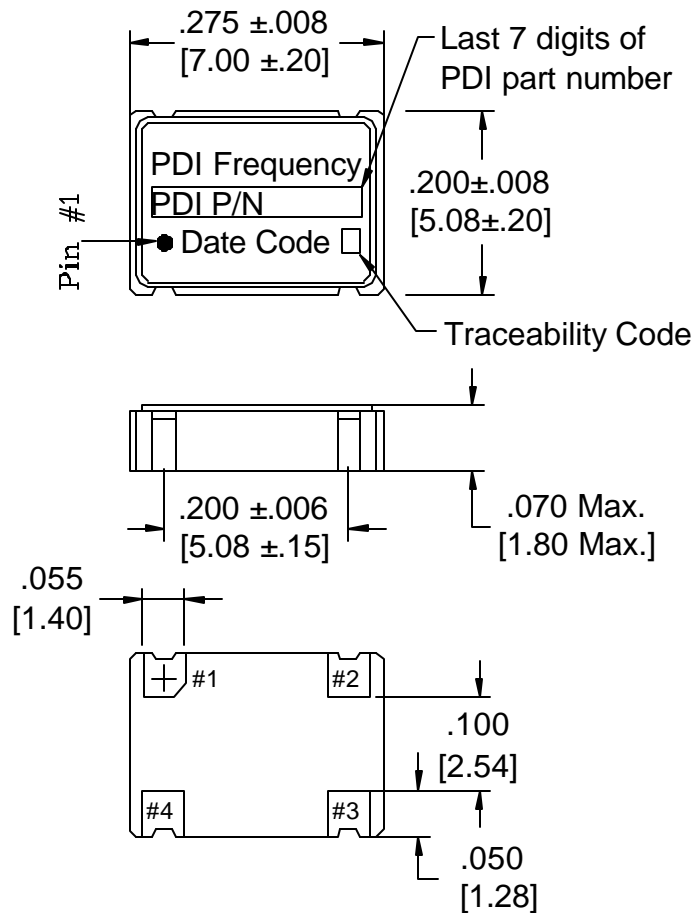 .275 ±.008
[7.00 ±.20]
Last 7 digits of
PDI part number
PDI Frequency
PDI P/N
Date Code
Pin #1
.200±.008
[5.08±.20]
Traceability Code
.200 ±.006
[5.08 ±.15]
.070 Max.
[1.80 Max.]
.055
[1.40]
#1
#2
.100
[2.54]
#4
#3
.050
[1.28]